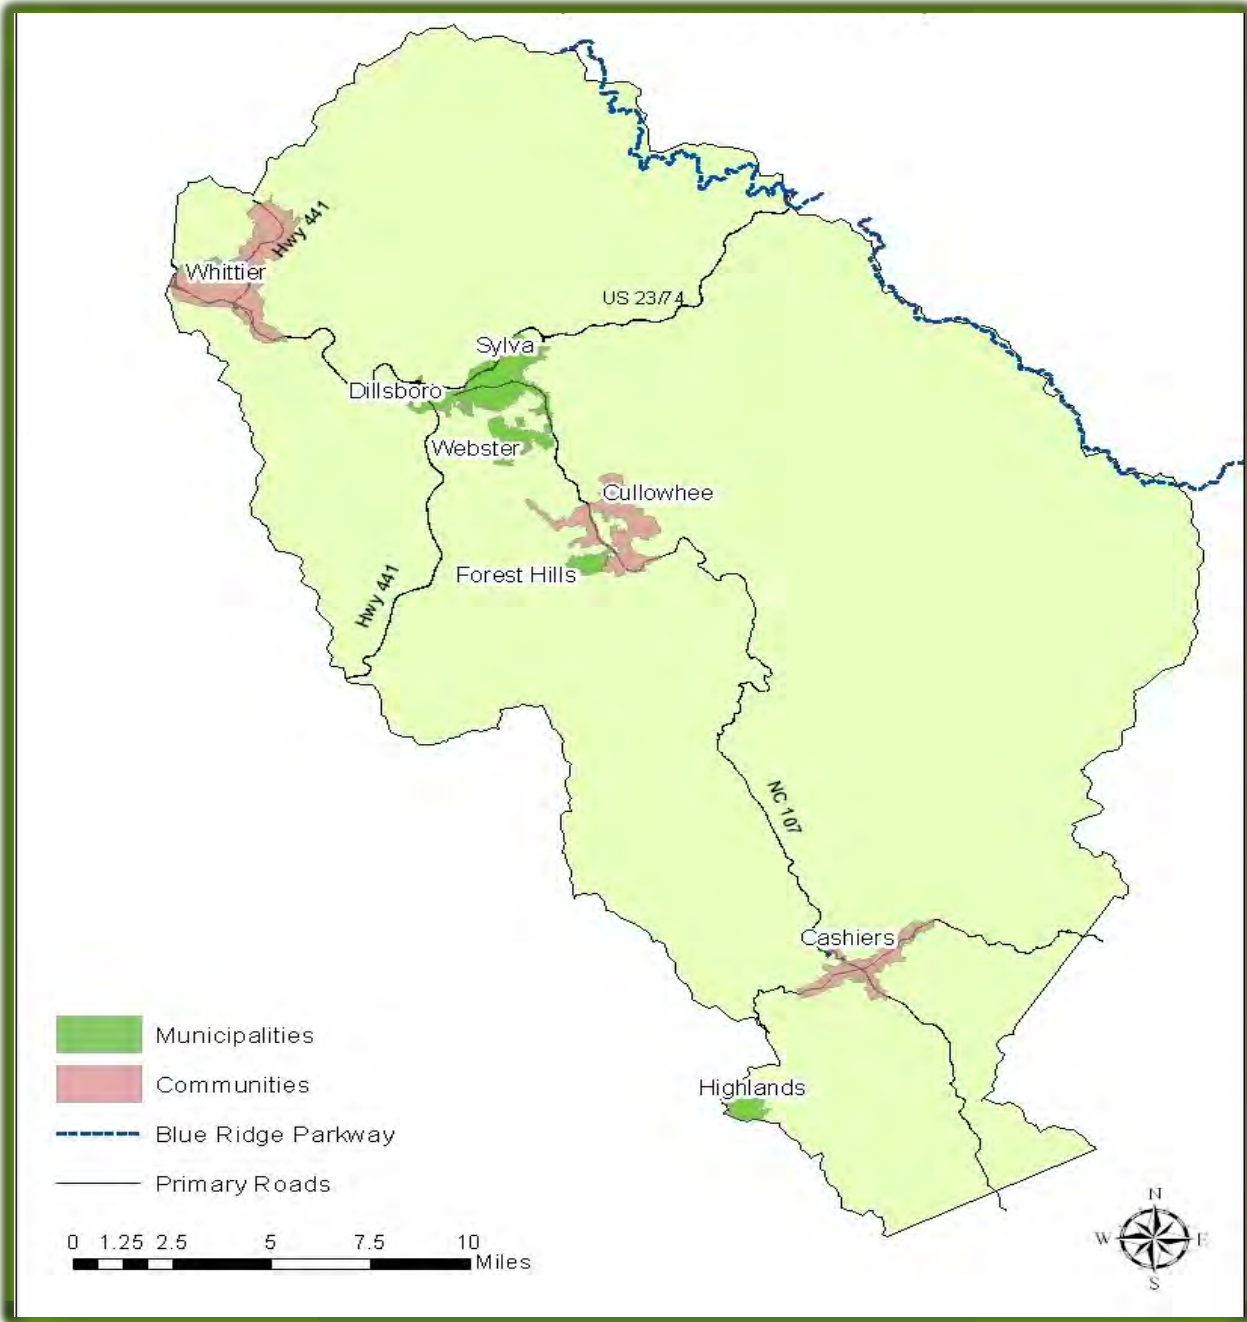 Hwy 441
Whittier
US 23/74
Sylva
Dillsboro
Webster
Cullowhee
Forest Hills
Hwy 441
NC 107
Cashiers
Highlands
Municipalities
Communities
Blue Ridge Parkway
Primary Roads
0 1.25 2.5 5 7.5 10
Miles
N
W E
S